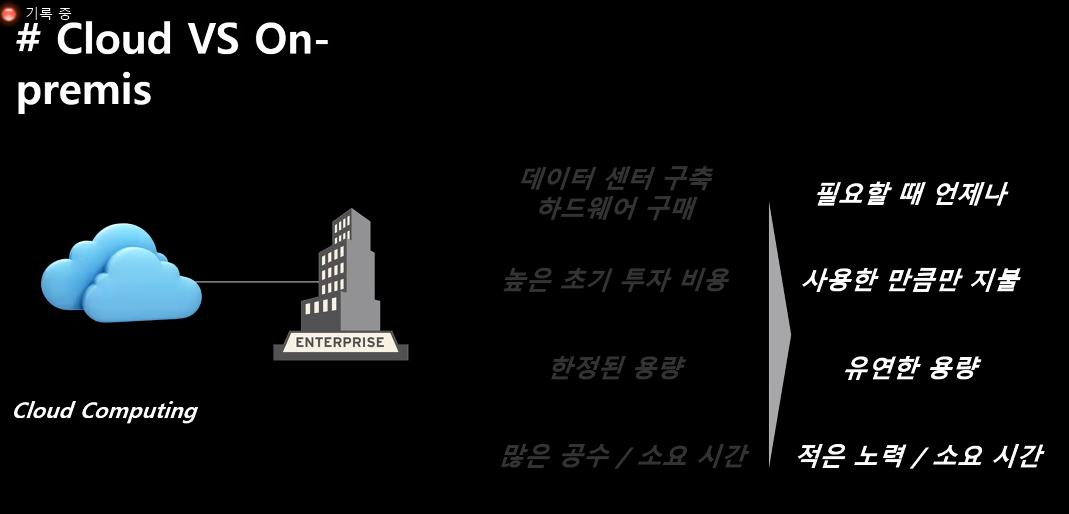 기록 중
# Cloud VS On-
premis
데이터 센터 구축
하드웨어 구매
높은 초기 투자 비용
한정된 용량
많은 공수 / 소요 시간
필요할 때 언제나
사용한 만큼만 지불
유연한 용량
적은 노력 / 소요 시간
ENTERPRISE
Cloud Computing